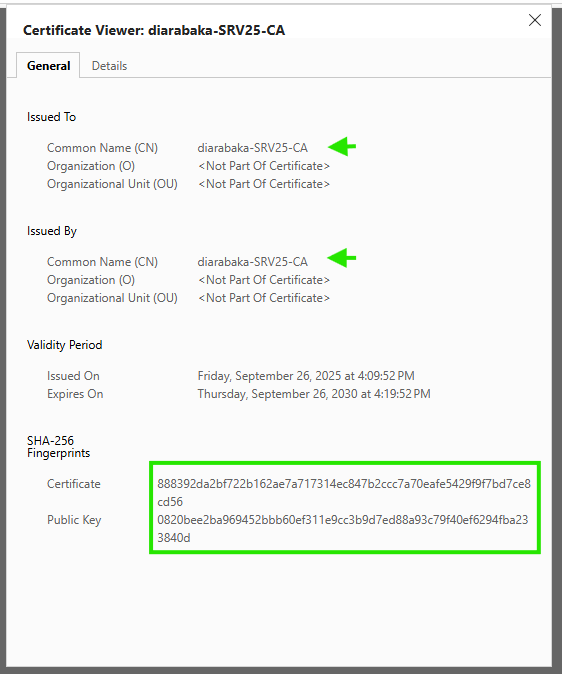 Certificate Viewer: diarabaka-SRV25-CA
General Details
Issued To
Common Name (CN) diarabaka-SRV25-CA
Organization (O) <Not Part Of Certificate>
Organizational Unit (OU) <Not Part Of Certificate>
Issued By
Common Name (CN) diarabaka-SRV25-CA
Organization (O) <Not Part Of Certificate>
Organizational Unit (OU) <Not Part Of Certificate>
Validity Period
Issued On Friday, September 26, 2025 at 4:09:52 PM
Expires On Thursday, September 26, 2030 at 4:19:52 PM
SHA-256
Fingerprints
Certificate 888392da2bf722b162ae7a717314ec847b2ccc7a70eafe5429f9f7bd7ce8
cd56
Public Key 0820bee2ba969452bbb60ef311e9cc3b9d7ed88a93c79f40ef6294fba23
3840d